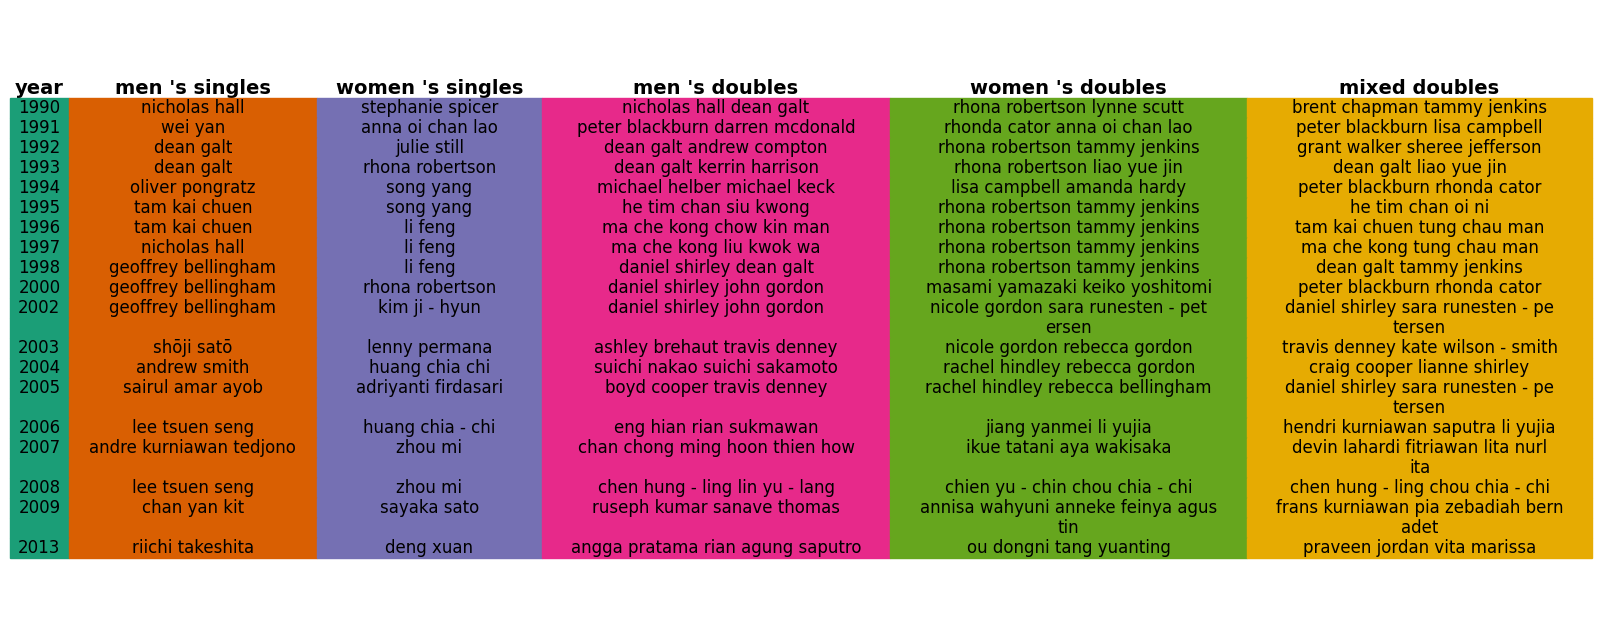 year men 's singles women 's singles men 's doubles women 's doubles mixed doubles
1990 nicholas hall stephanie spicer nicholas hall dean galt rhona robertson lynne scutt brent chapman tammy jenkins
1991 wei yan anna oi chan lao peter blackburn darren mcdonald rhonda cator anna oi chan lao peter blackburn lisa campbell
1992 dean galt julie still dean galt andrew compton rhona robertson tammy jenkins grant walker sheree jefferson
1993 dean galt rhona robertson dean galt kerrin harrison rhona robertson liao yue jin dean galt liao yue jin
1994 oliver pongratz song yang michael helber michael keck lisa campbell amanda hardy peter blackburn rhonda cator
1995 tam kai chuen song yang he tim chan siu kwong rhona robertson tammy jenkins he tim chan oi ni
1996 tam kai chuen li feng ma che kong chow kin man rhona robertson tammy jenkins tam kai chuen tung chau man
1997 nicholas hall li feng ma che kong liu kwok wa rhona robertson tammy jenkins ma che kong tung chau man
1998 geoffrey bellingham li feng daniel shirley dean galt rhona robertson tammy jenkins dean galt tammy jenkins
2000 geoffrey bellingham rhona robertson daniel shirley john gordon masami yamazaki keiko yoshitomi peter blackburn rhonda cator
2002 geoffrey bellingham kim ji - hyun daniel shirley john gordon nicole gordon sara runesten - pet daniel shirley sara runesten - pe
ersen tersen
2003 shōji satō lenny permana ashley brehaut travis denney nicole gordon rebecca gordon travis denney kate wilson - smith
2004 andrew smith huang chia chi suichi nakao suichi sakamoto rachel hindley rebecca gordon craig cooper lianne shirley
2005 sairul amar ayob adriyanti firdasari boyd cooper travis denney rachel hindley rebecca bellingham daniel shirley sara runesten - pe
tersen
2006 lee tsuen seng huang chia - chi eng hian rian sukmawan jiang yanmei li yujia hendri kurniawan saputra li yujia
2007 andre kurniawan tedjono zhou mi chan chong ming hoon thien how ikue tatani aya wakisaka devin lahardi fitriawan lita nurl
ita
2008 lee tsuen seng zhou mi chen hung - ling lin yu - lang chien yu - chin chou chia - chi chen hung - ling chou chia - chi
2009 chan yan kit sayaka sato ruseph kumar sanave thomas annisa wahyuni anneke feinya agus frans kurniawan pia zebadiah bern
tin adet
2013 riichi takeshita deng xuan angga pratama rian agung saputro ou dongni tang yuanting praveen jordan vita marissa